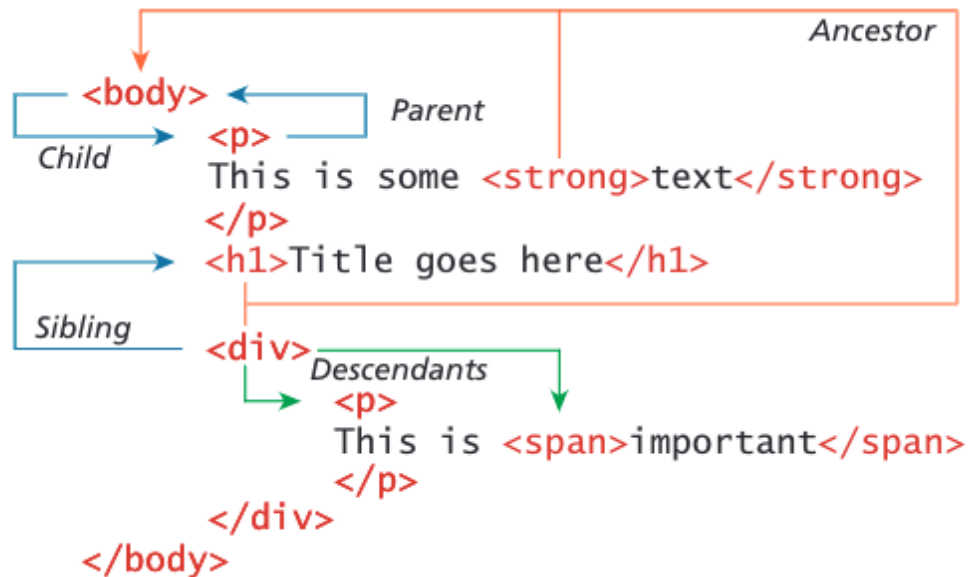 Ancestor
<body>
Parent
<p>
Child
This is some <strong>text</strong>
</p>
<h1>Title goes here</h1>
Sibling
<div>
Descendants
<p>
This is <span>important</span>
</p>
</div>
</body>